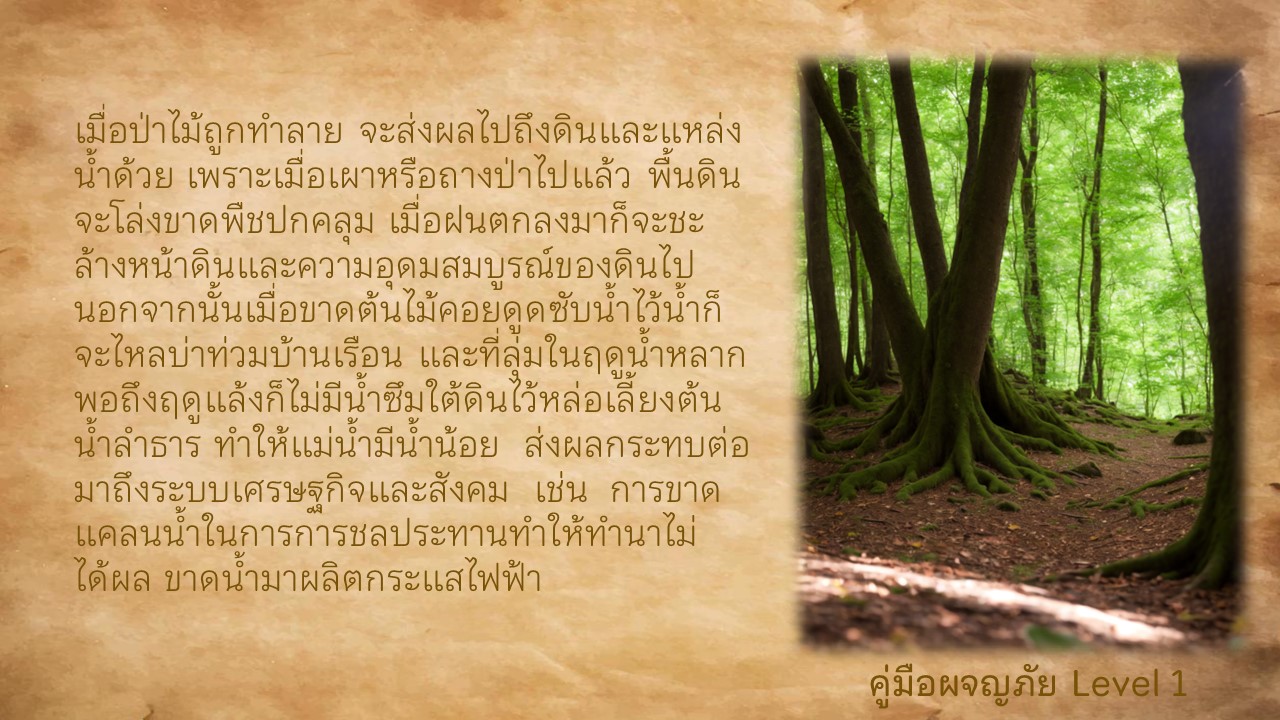 เมื่อป่าไม้ถูกทำลาย จะส่งผลไปถึงดินและแหล่ง
น้ำด้วย เพราะเมื่อเผาหรือถางป่าไปแล้ว พื้นดิน
จะโล่งขาดพืชปกคลุม เมื่อฝนตกลงมาก็จะชะ
ล้างหน้าดินและความอุดมสมบูรณ์ของดินไป
นอกจากนั้นเมื่อขาดต้นไม้คอยดูดซับน้ำไว้น้ำก็
จะไหลบ่าท่วมบ้านเรือน และที่ลุ่มในฤดูน้ำหลาก
พอถึงฤดูแล้งก็ไม่มีน้ำซึมใต้ดินไว้หล่อเลี้ยงต้น
น้ำลำธาร ทำให้แม่น้ำมีน้ำน้อย ส่งผลกระทบต่อ
มาถึงระบบเศรษฐกิจและสังคม เช่น การขาด
แคลนน้ำในการการชลประทานทำให้ทำนาไม่
ได้ผล ขาดน้ำมาผลิตกระแสไฟฟ้า
คู่มือผจญภัย Level 1